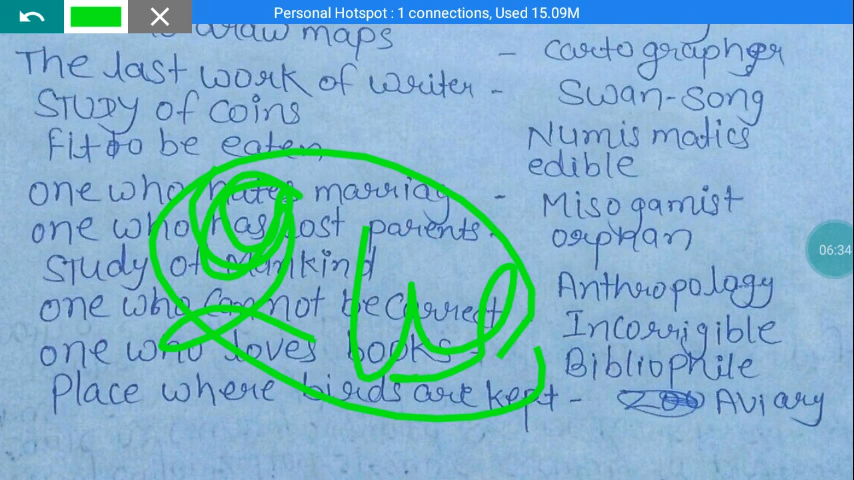 Personal Hotspot : 1 connections, Used 15.09M
to draw maps - cartographer
The last work of writer - Swan-Song
STUDY of coins Numismatics
fit to be eaten edible
one who hates marriag - Misogamist
one who has lost parents. orphan
Study of Mankind Anthropology
one who cannot be correct Incorrigible
one who loves books - Bibliophile
Place where birds are kept - Aviary
06:34